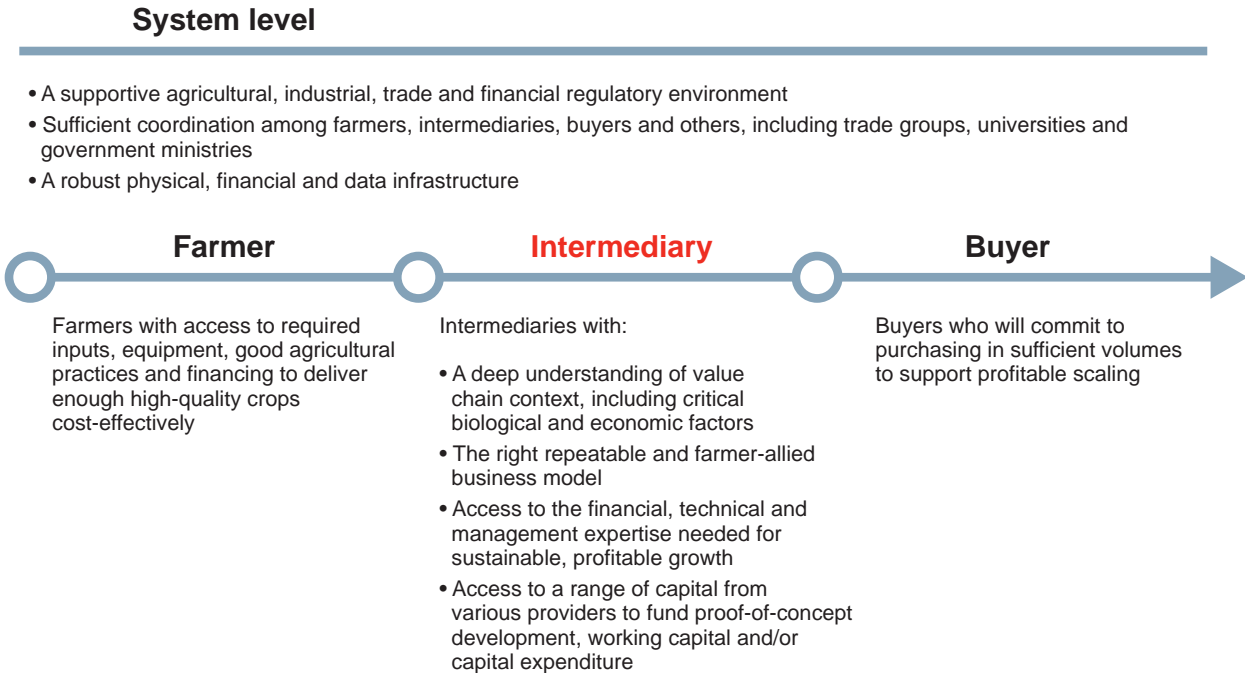 System level
• A supportive agricultural, industrial, trade and financial regulatory environment
• Sufficient coordination among farmers, intermediaries, buyers and others, including trade groups, universities and
government ministries
• A robust physical, financial and data infrastructure
Farmer
Farmers with access to required
inputs, equipment, good agricultural
practices and financing to deliver
enough high-quality crops
cost-effectively
Intermediary
Intermediaries with:
• A deep understanding of value
chain context, including critical
biological and economic factors
• The right repeatable and farmer-allied
business model
• Access to the financial, technical and
management expertise needed for
sustainable, profitable growth
• Access to a range of capital from
various providers to fund proof-of-concept
development, working capital and/or
capital expenditure
Buyer
Buyers who will commit to
purchasing in sufficient volumes
to support profitable scaling